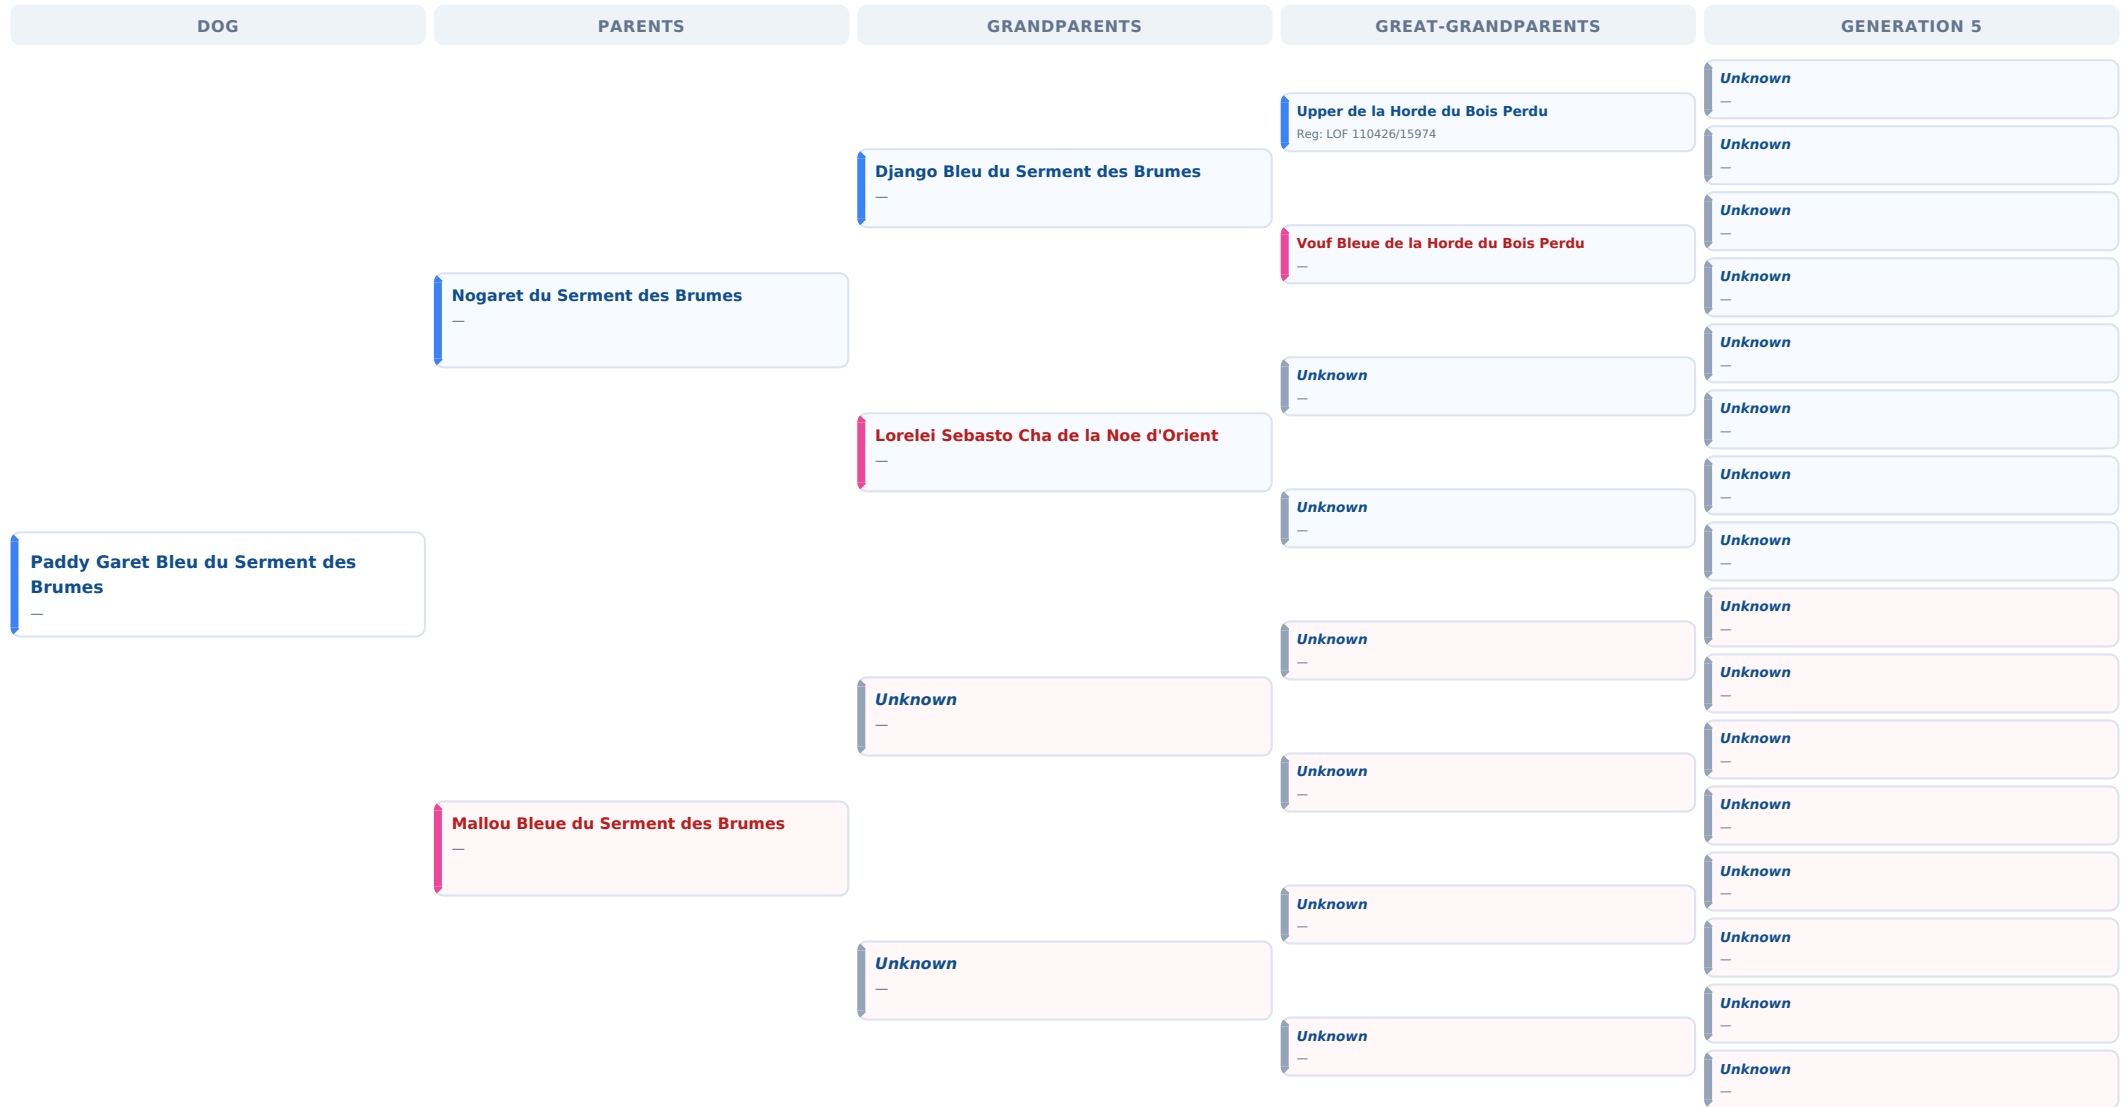 DOG
PARENTS
GRANDPARENTS
GREAT-GRANDPARENTS
GENERATION 5
Paddy Garet Bleu du Serment des
Brumes
—
Nogaret du Serment des Brumes
—
Mallou Bleue du Serment des Brumes
—
Django Bleu du Serment des Brumes
—
Lorelei Sebasto Cha de la Noe d'Orient
—
Unknown
—
Unknown
—
Upper de la Horde du Bois Perdu
Reg: LOF 110426/15974
Vouf Bleue de la Horde du Bois Perdu
—
Unknown
—
Unknown
—
Unknown
—
Unknown
—
Unknown
—
Unknown
—
Unknown
—
Unknown
—
Unknown
—
Unknown
—
Unknown
—
Unknown
—
Unknown
—
Unknown
—
Unknown
—
Unknown
—
Unknown
—
Unknown
—
Unknown
—
Unknown
—
Unknown
—
Unknown
—